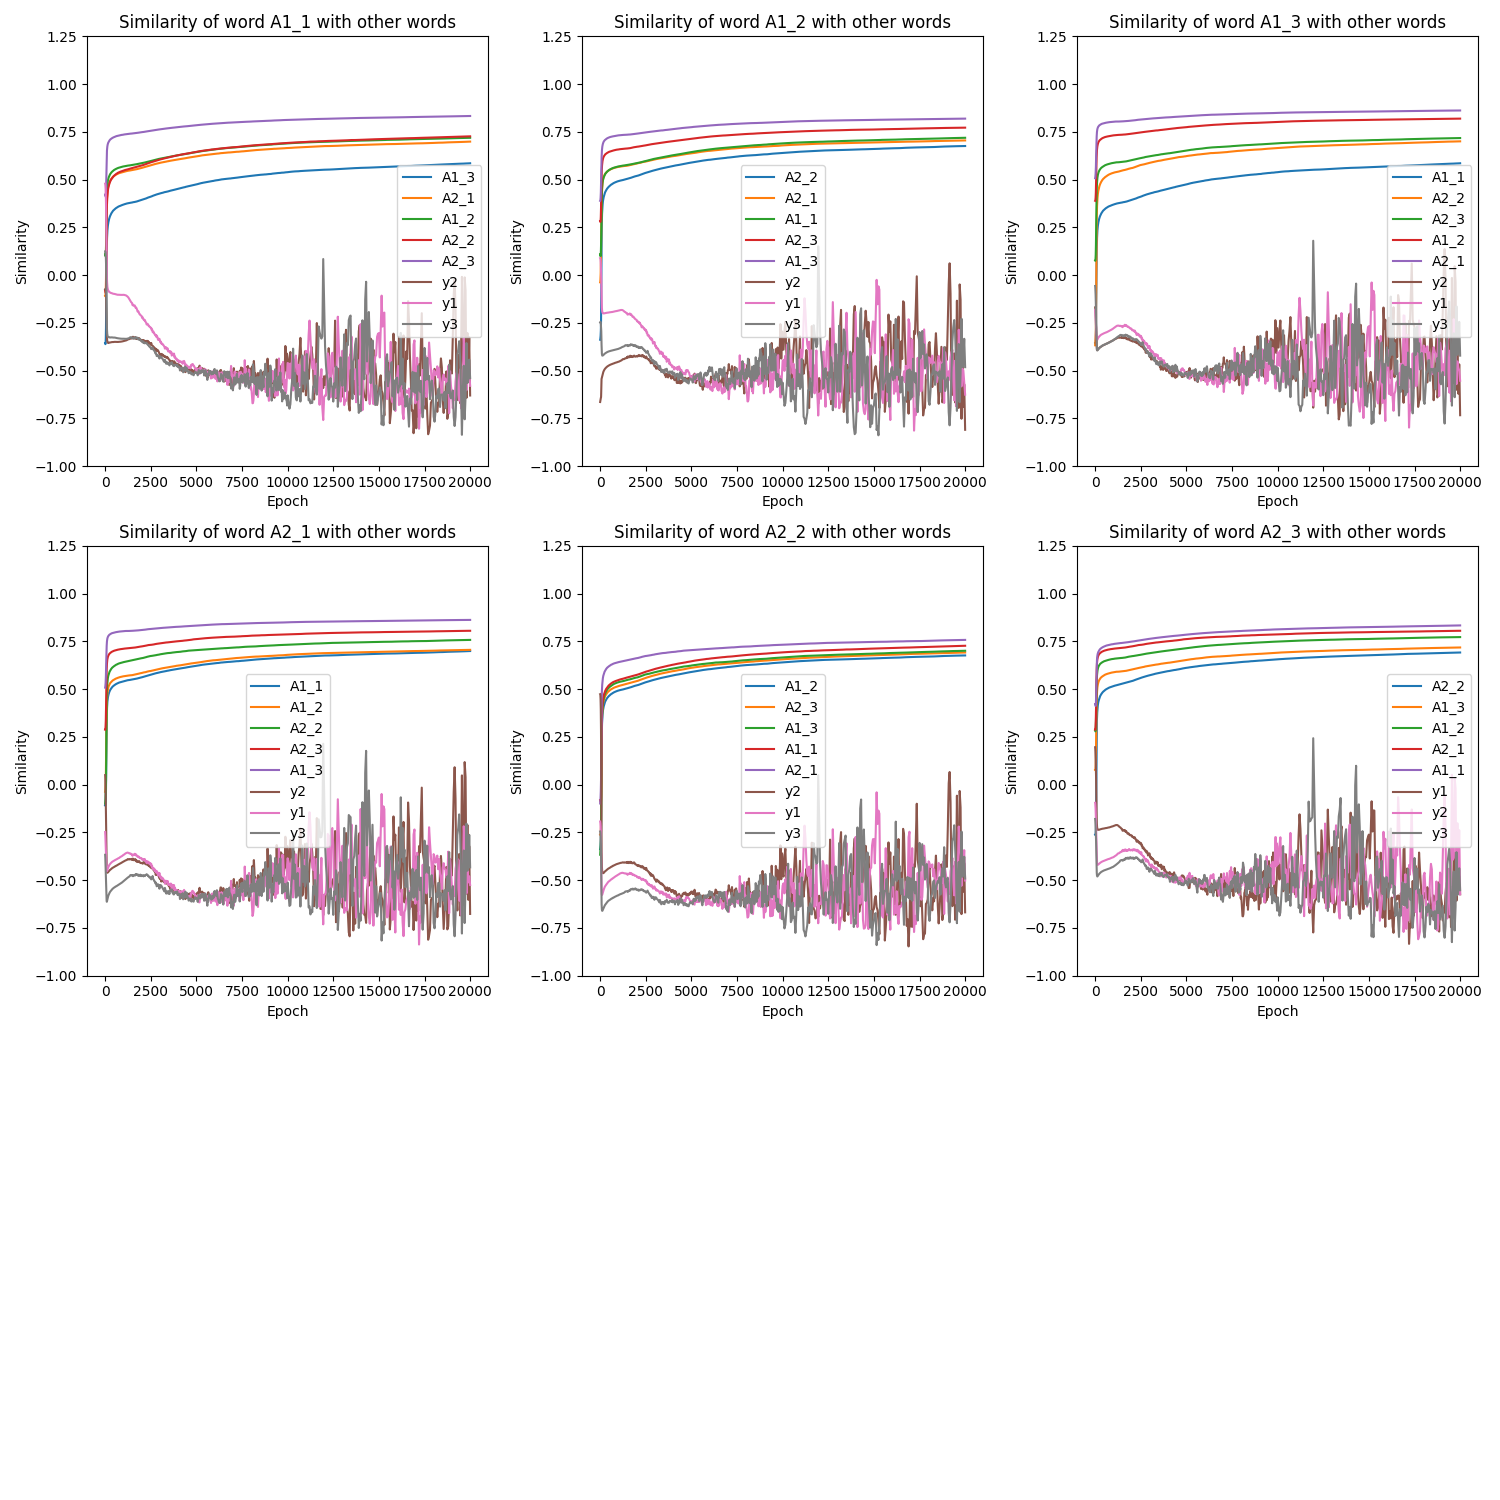 Similarity of word A1_1 with other words
1.25
1.00
0.75
0.50
0.25
0.00
−0.25
−0.50
−0.75
−1.00
Similarity
A1_3
A2_1
A1_2
A2_2
A2_3
y2
y1
y3
0 2500 5000 7500 10000 12500 15000 17500 20000
Epoch
Similarity of word A1_2 with other words
1.25
1.00
0.75
0.50
0.25
0.00
−0.25
−0.50
−0.75
−1.00
Similarity
A2_2
A2_1
A1_1
A2_3
A1_3
y2
y1
y3
0 2500 5000 7500 10000 12500 15000 17500 20000
Epoch
Similarity of word A1_3 with other words
1.25
1.00
0.75
0.50
0.25
0.00
−0.25
−0.50
−0.75
−1.00
Similarity
A1_1
A2_2
A2_3
A1_2
A2_1
y2
y1
y3
0 2500 5000 7500 10000 12500 15000 17500 20000
Epoch
Similarity of word A2_1 with other words
1.25
1.00
0.75
0.50
0.25
0.00
−0.25
−0.50
−0.75
−1.00
Similarity
A1_1
A1_2
A2_2
A2_3
A1_3
y2
y1
y3
0 2500 5000 7500 10000 12500 15000 17500 20000
Epoch
Similarity of word A2_2 with other words
1.25
1.00
0.75
0.50
0.25
0.00
−0.25
−0.50
−0.75
−1.00
Similarity
A1_2
A2_3
A1_3
A1_1
A2_1
y2
y1
y3
0 2500 5000 7500 10000 12500 15000 17500 20000
Epoch
Similarity of word A2_3 with other words
1.25
1.00
0.75
0.50
0.25
0.00
−0.25
−0.50
−0.75
−1.00
Similarity
A2_2
A1_3
A1_2
A2_1
A1_1
y1
y2
y3
0 2500 5000 7500 10000 12500 15000 17500 20000
Epoch